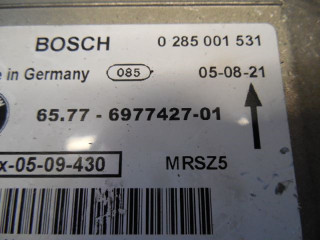 BOSCH 0 285 001 531
in Germany 085 05-08-21
65.77 - 6977427-01
x-05-09-430 MRSZ5